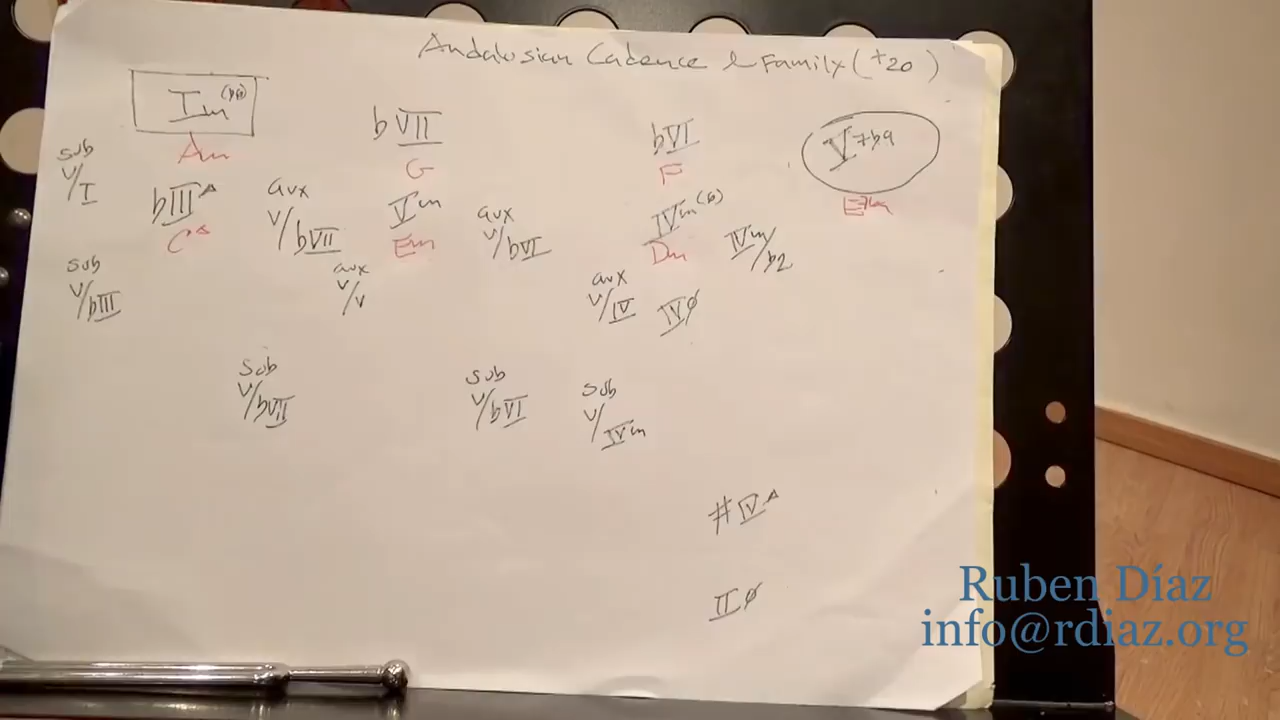 Andalusian Cadence & Family (+20)
Im(b6)
bVII
bVI
V7b9
Am
G
F
sub
V/I
bIIIΔ
aux
V/bVII
Vm
aux
V/bVI
IVm(6)
IVm/b2
CΔ
Em
Dm
sub
V/bIII
aux
V/V
aux
V/IV
IVø
sub
V/bVII
sub
V/bVI
sub
V/IVm
#IVΔ
IIø
Ruben Díaz
info@rdiaz.org